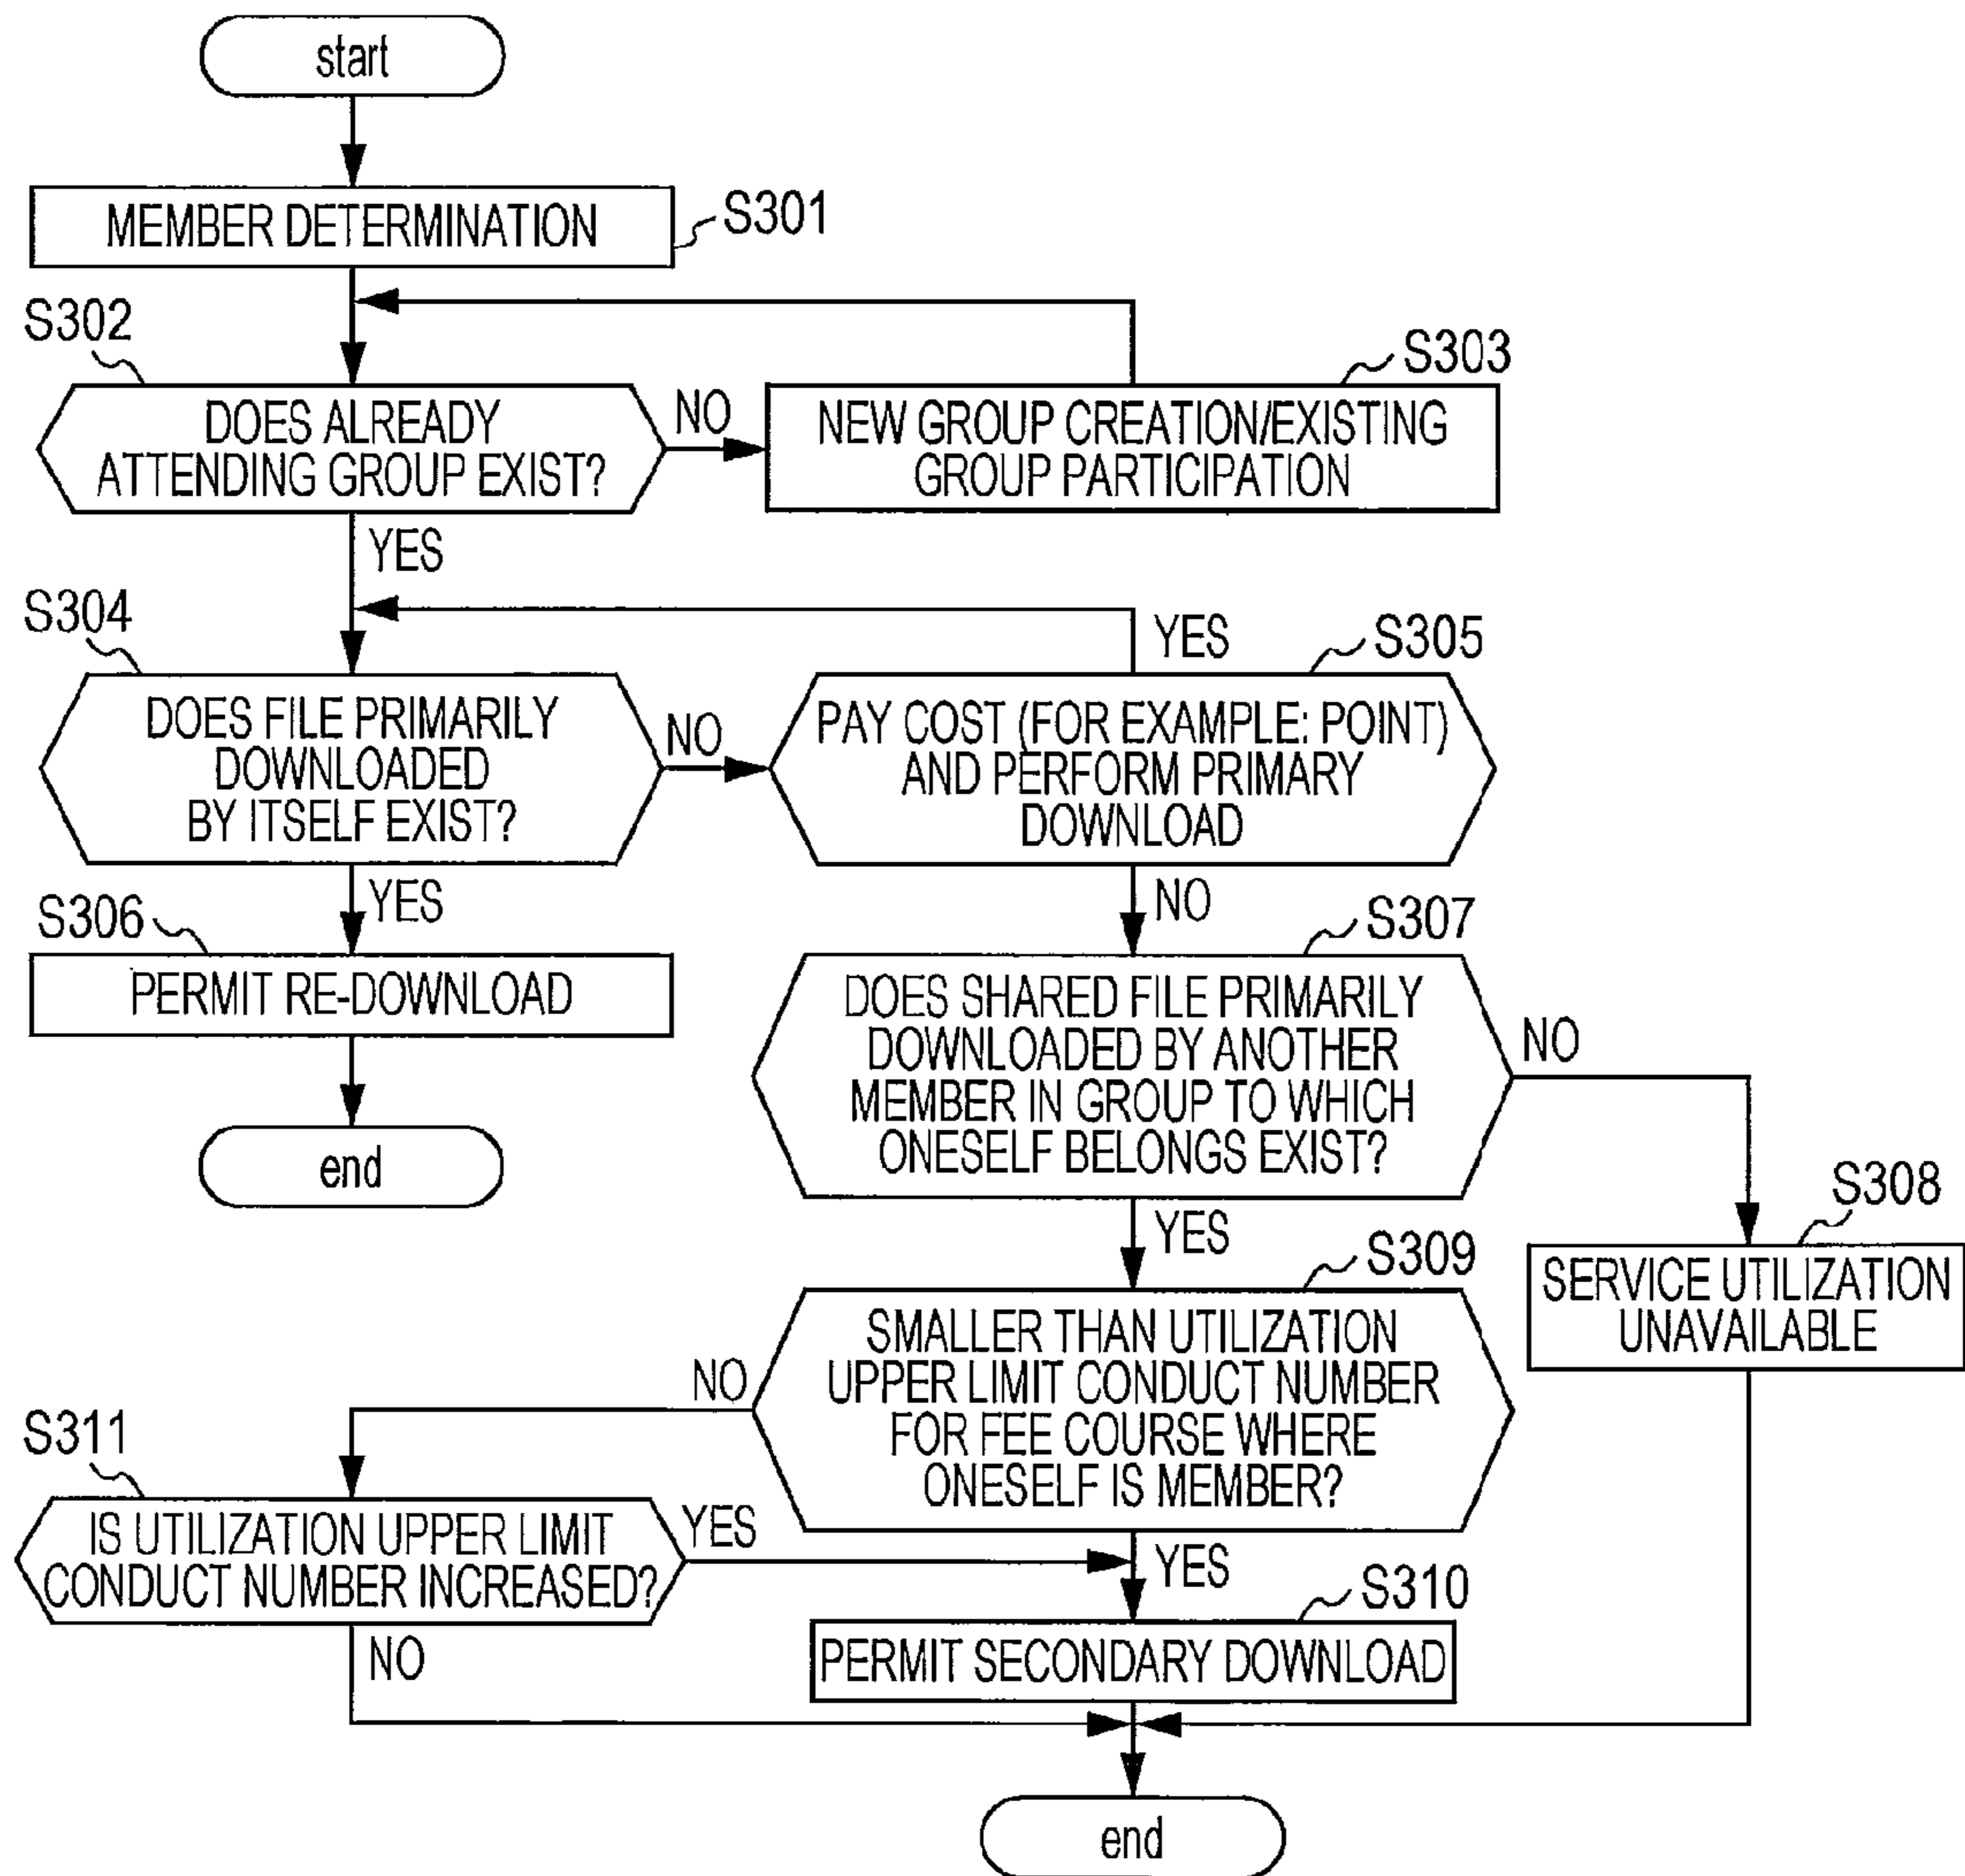 start
MEMBER DETERMINATION
S301
S302
DOES ALREADY
ATTENDING GROUP EXIST?
NO
S303
NEW GROUP CREATION/EXISTING
GROUP PARTICIPATION
YES
S304
DOES FILE PRIMARILY
DOWNLOADED
BY ITSELF EXIST?
NO
YES
S305
PAY COST (FOR EXAMPLE: POINT)
AND PERFORM PRIMARY
DOWNLOAD
YES
NO
S306
PERMIT RE-DOWNLOAD
end
S307
DOES SHARED FILE PRIMARILY
DOWNLOADED BY ANOTHER
MEMBER IN GROUP TO WHICH
ONESELF BELONGS EXIST?
NO
YES
S308
SERVICE UTILIZATION
UNAVAILABLE
S309
SMALLER THAN UTILIZATION
UPPER LIMIT CONDUCT NUMBER
FOR FEE COURSE WHERE
ONESELF IS MEMBER?
NO
YES
S311
IS UTILIZATION UPPER LIMIT
CONDUCT NUMBER INCREASED?
YES
NO
S310
PERMIT SECONDARY DOWNLOAD
end